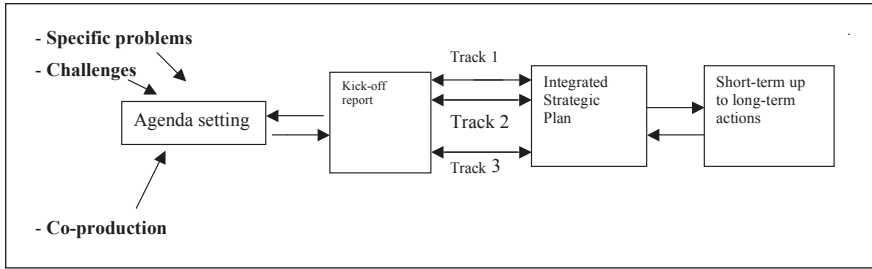 - Specific problems
- Challenges
Agenda setting
- Co-production
Kick-off
report
Track 1
Track 2
Track 3
Integrated
Strategic
Plan
Short-term up
to long-term
actions